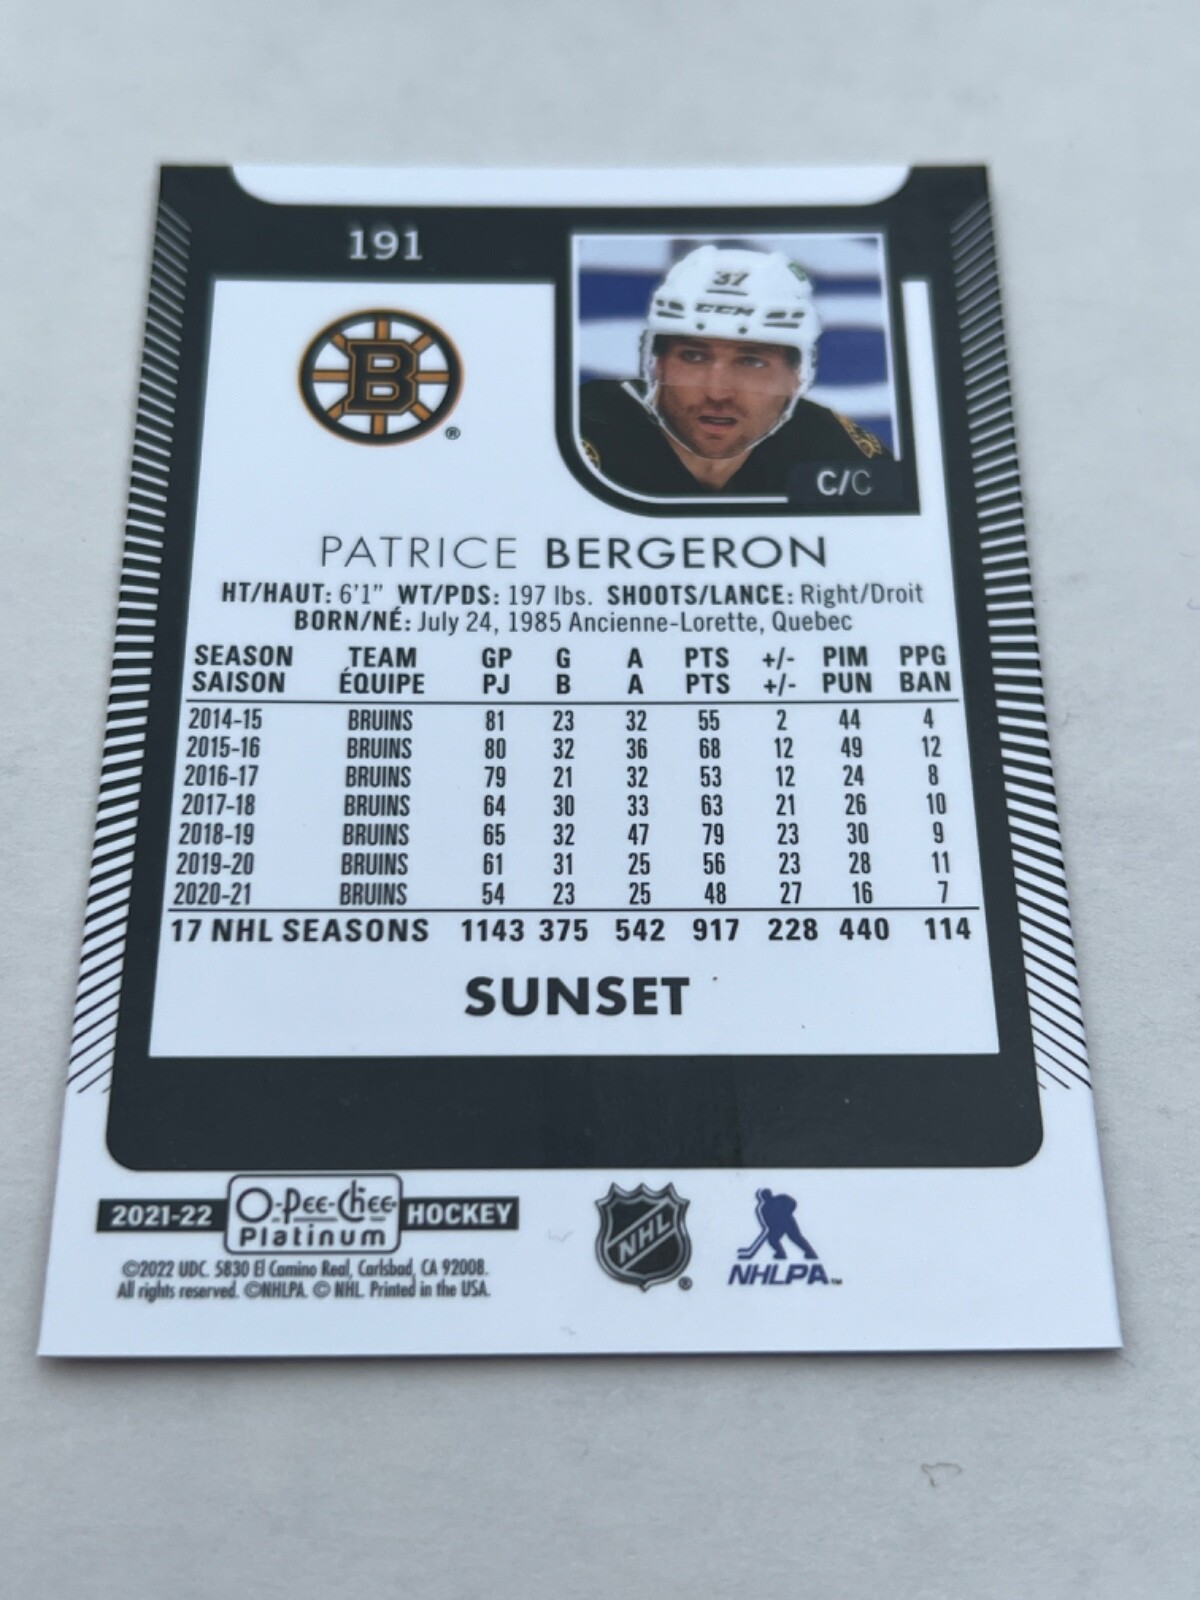 191
37
CCM
B
®
C/C
PATRICE BERGERON
HT/HAUT: 6'1" WT/PDS: 197 lbs. SHOOTS/LANCE: Right/Droit
BORN/NÉ: July 24, 1985 Ancienne-Lorette, Quebec
SEASON TEAM GP G A PTS +/- PIM PPG
SAISON ÉQUIPE PJ B A PTS +/- PUN BAN
2014-15 BRUINS 81 23 32 55 2 44 4
2015-16 BRUINS 80 32 36 68 12 49 12
2016-17 BRUINS 79 21 32 53 12 24 8
2017-18 BRUINS 64 30 33 63 21 26 10
2018-19 BRUINS 65 32 47 79 23 30 9
2019-20 BRUINS 61 31 25 56 23 28 11
2020-21 BRUINS 54 23 25 48 27 16 7
17 NHL SEASONS 1143 375 542 917 228 440 114
SUNSET
2021-22 O-Pee-Chee Platinum HOCKEY
©2022 UDC. 5830 El Camino Real, Carlsbad, CA 92008.
All rights reserved. ©NHLPA. © NHL. Printed in the USA.
NHL ®
NHLPA™